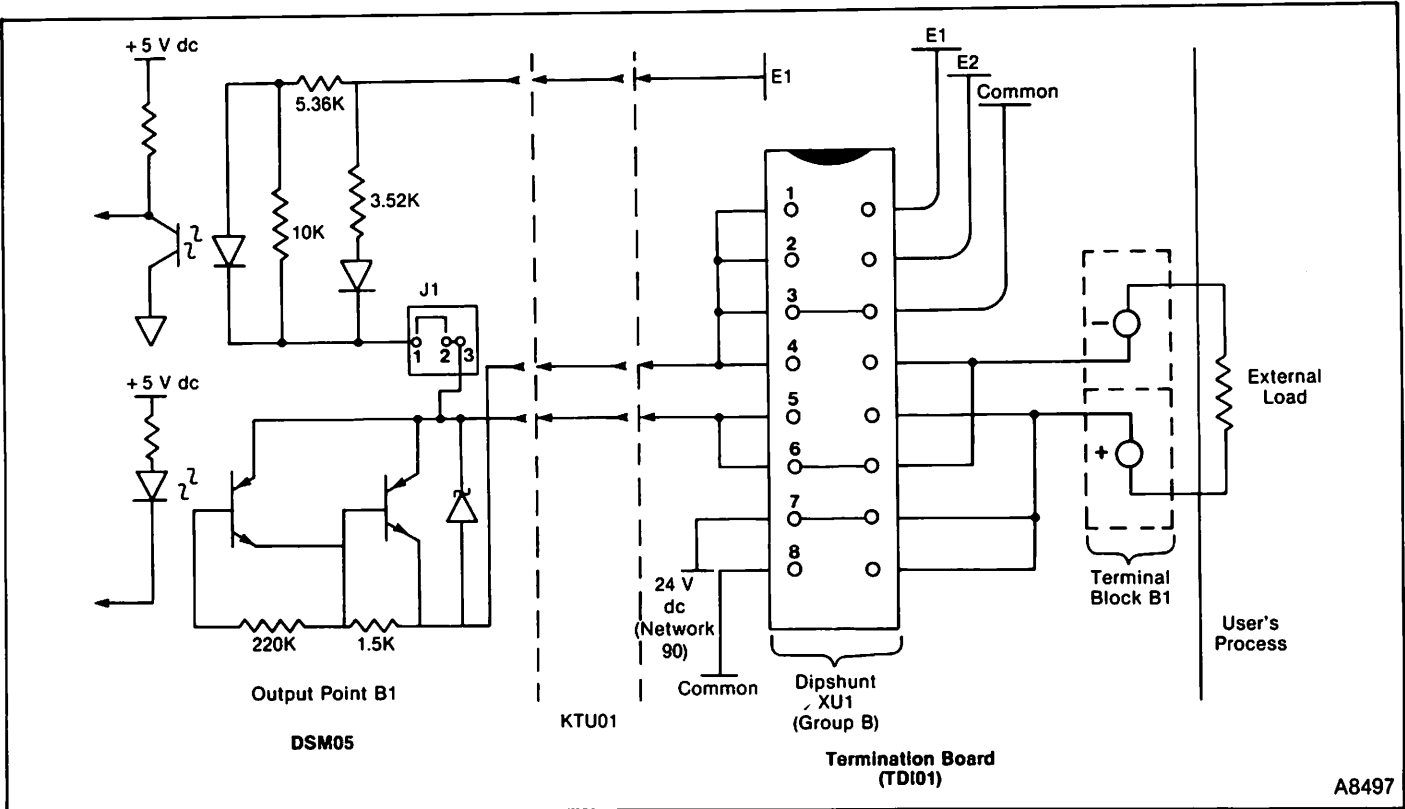 + 5 V dc
5.36K
3.52K
10K
J1
1 2 3
+ 5 V dc
220K
1.5K
Output Point B1
DSM05
KTU01
E1
E1
E2
Common
1
2
3
4
5
6
7
8
24 V
dc
(Network
90)
Common
Dipshunt
XU1
(Group B)
Termination Board
(TDI01)
−
+
Terminal
Block B1
External
Load
User's
Process
A8497